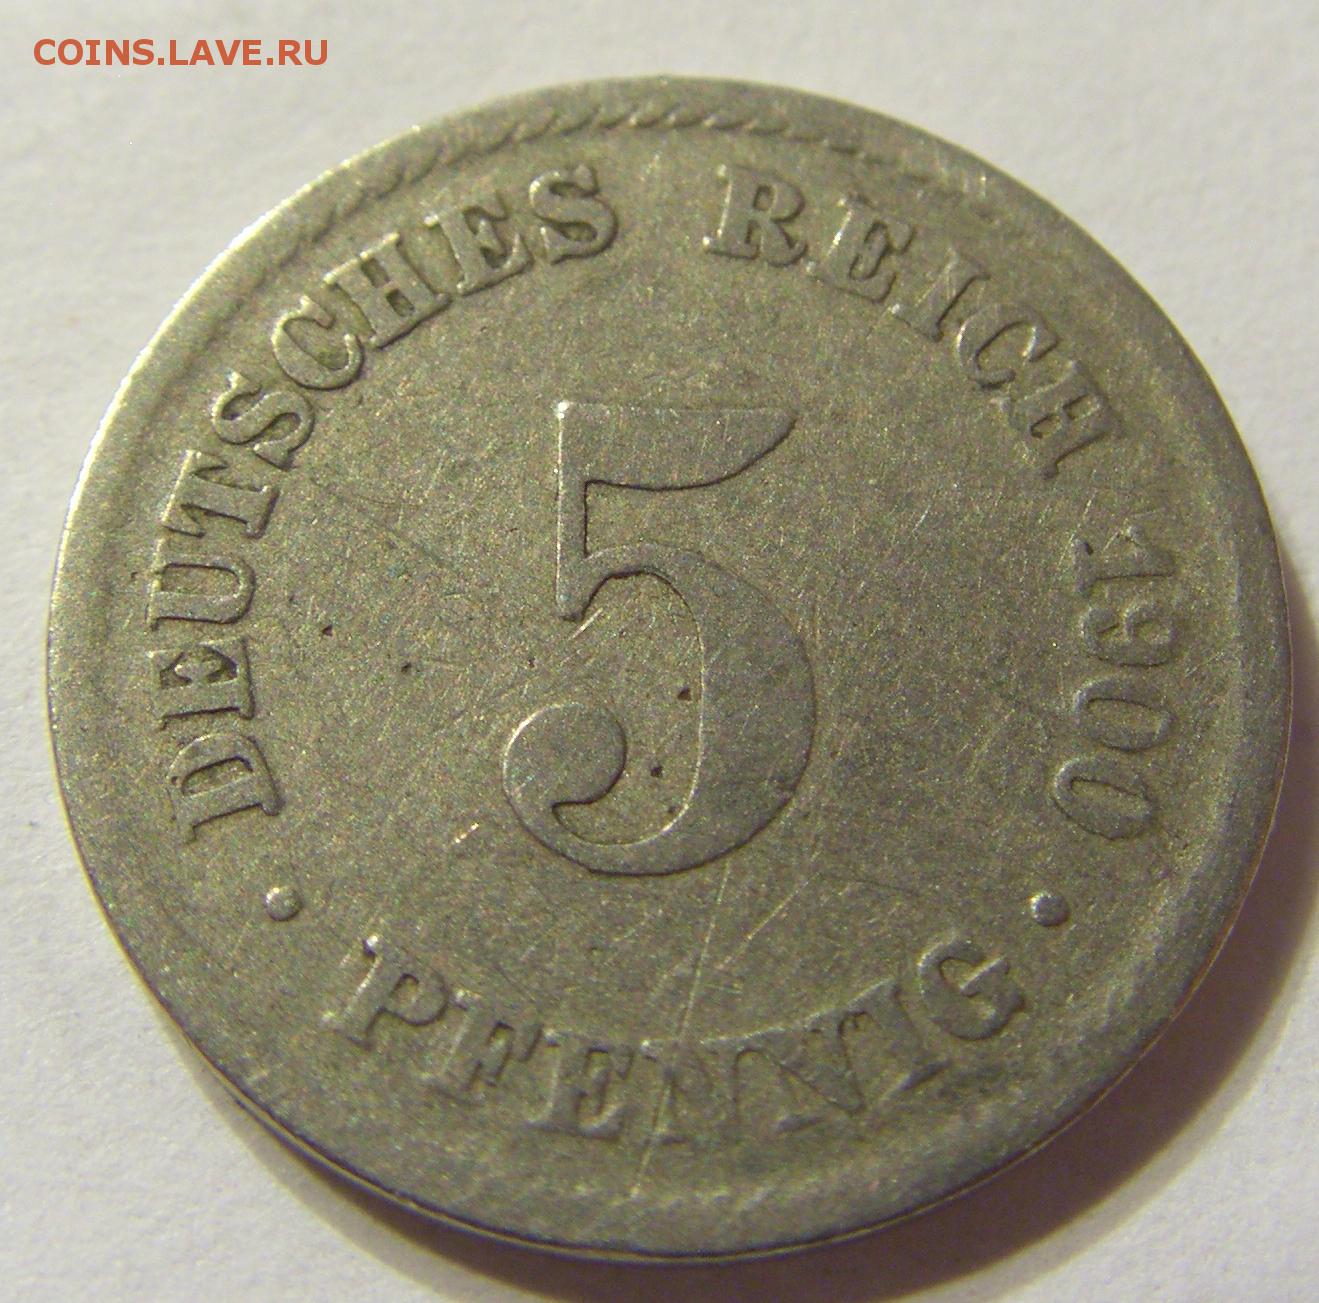 COINS.LAVE.RU
DEUTSCHES REICH 1900
5
• PFENNIG •